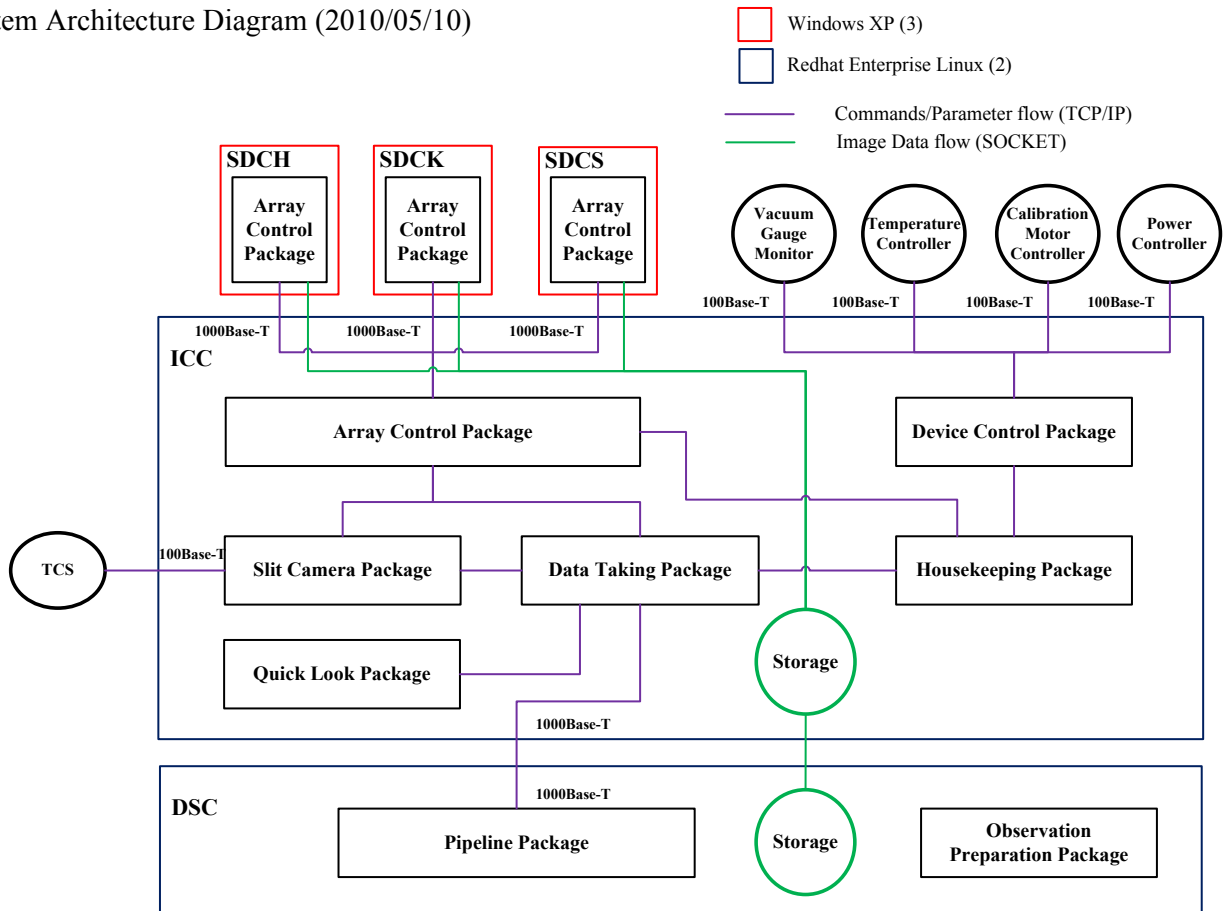 tem Architecture Diagram (2010/05/10)
Windows XP (3)
Redhat Enterprise Linux (2)
Commands/Parameter flow (TCP/IP)
Image Data flow (SOCKET)
SDCH
Array
Control
Package
SDCK
Array
Control
Package
SDCS
Array
Control
Package
Vacuum
Gauge
Monitor
Temperature
Controller
Calibration
Motor
Controller
Power
Controller
1000Base-T
1000Base-T
1000Base-T
100Base-T
100Base-T
100Base-T
100Base-T
ICC
Array Control Package
Device Control Package
TCS
100Base-T
Slit Camera Package
Data Taking Package
Housekeeping Package
Quick Look Package
Storage
1000Base-T
DSC
1000Base-T
Pipeline Package
Storage
Observation
Preparation Package